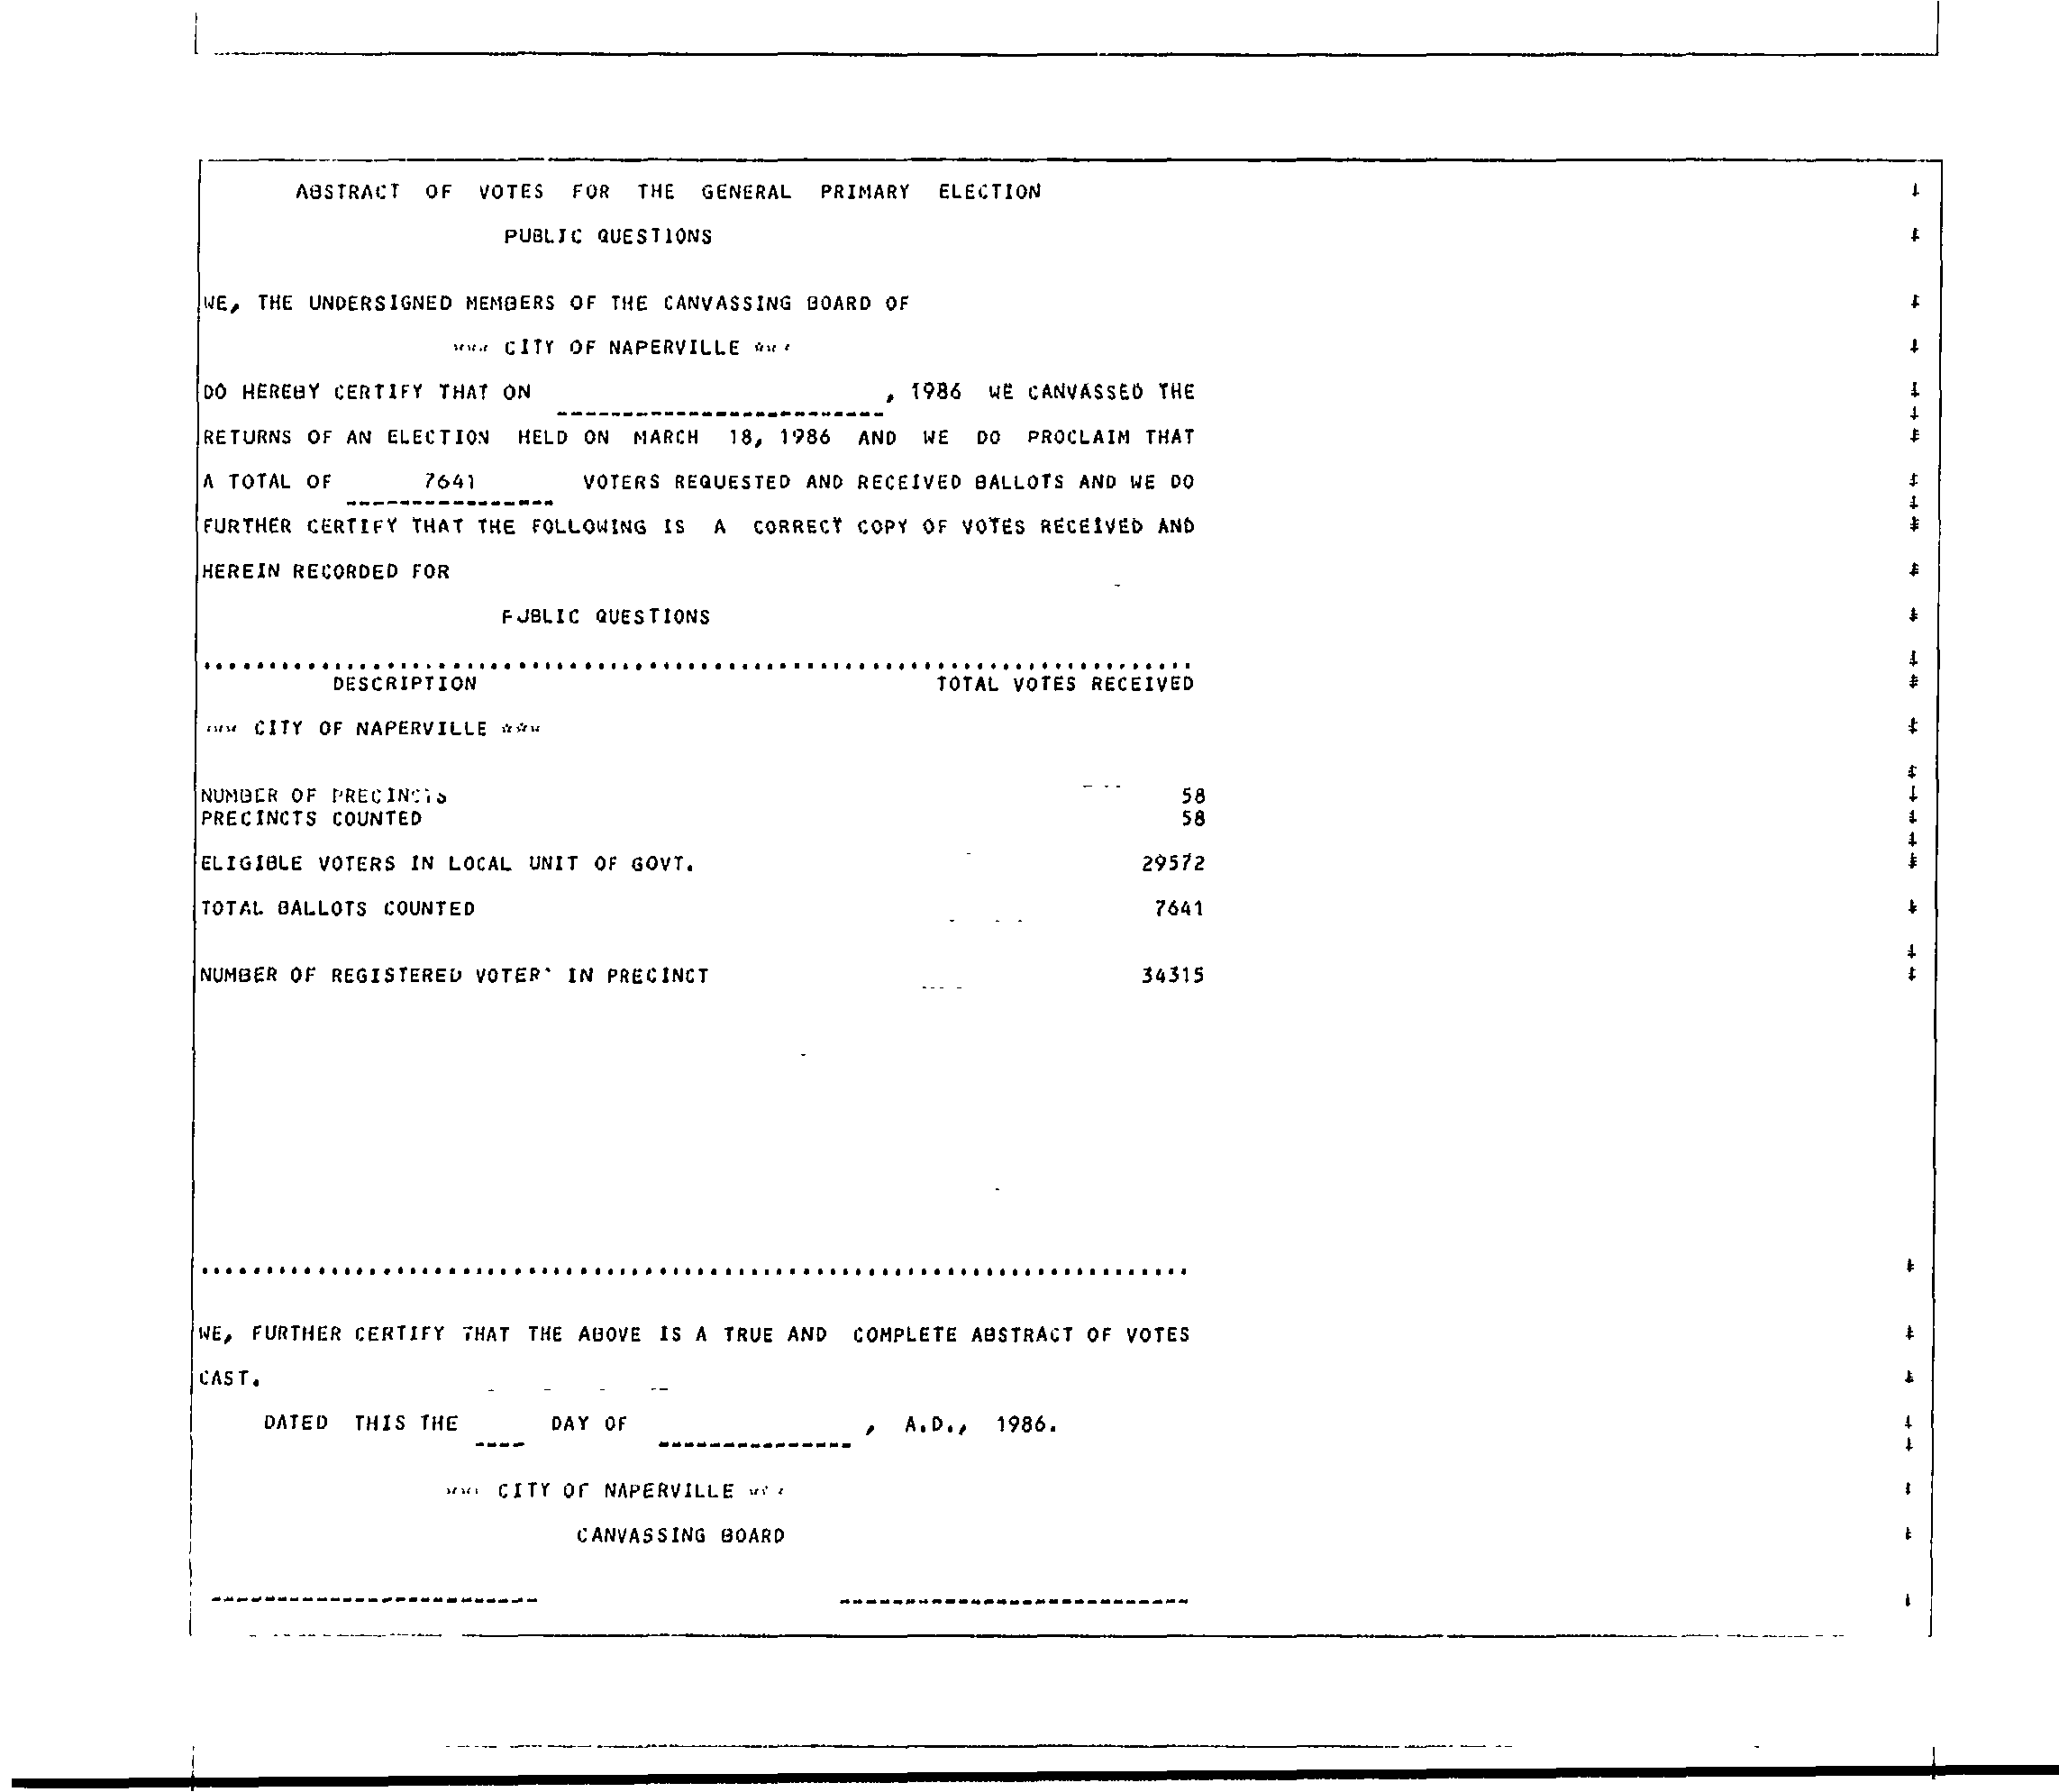 ABSTRACT OF VOTES FOR THE GENERAL PRIMARY ELECTION
PUBLIC QUESTIONS
WE, THE UNDERSIGNED MEMBERS OF THE CANVASSING BOARD OF
*** CITY OF NAPERVILLE ***
DO HEREBY CERTIFY THAT ON , 1986 WE CANVASSED THE
RETURNS OF AN ELECTION HELD ON MARCH 18, 1986 AND WE DO PROCLAIM THAT
A TOTAL OF 7641 VOTERS REQUESTED AND RECEIVED BALLOTS AND WE DO
FURTHER CERTIFY THAT THE FOLLOWING IS A CORRECT COPY OF VOTES RECEIVED AND
HEREIN RECORDED FOR
PUBLIC QUESTIONS
DESCRIPTION TOTAL VOTES RECEIVED
*** CITY OF NAPERVILLE ***
NUMBER OF PRECINCTS 58
PRECINCTS COUNTED 58
ELIGIBLE VOTERS IN LOCAL UNIT OF GOVT. 29572
TOTAL BALLOTS COUNTED 7641
NUMBER OF REGISTERED VOTERS IN PRECINCT 34315
WE, FURTHER CERTIFY THAT THE ABOVE IS A TRUE AND COMPLETE ABSTRACT OF VOTES
CAST.
DATED THIS THE ____ DAY OF _______________, A.D., 1986.
*** CITY OF NAPERVILLE ***
CANVASSING BOARD